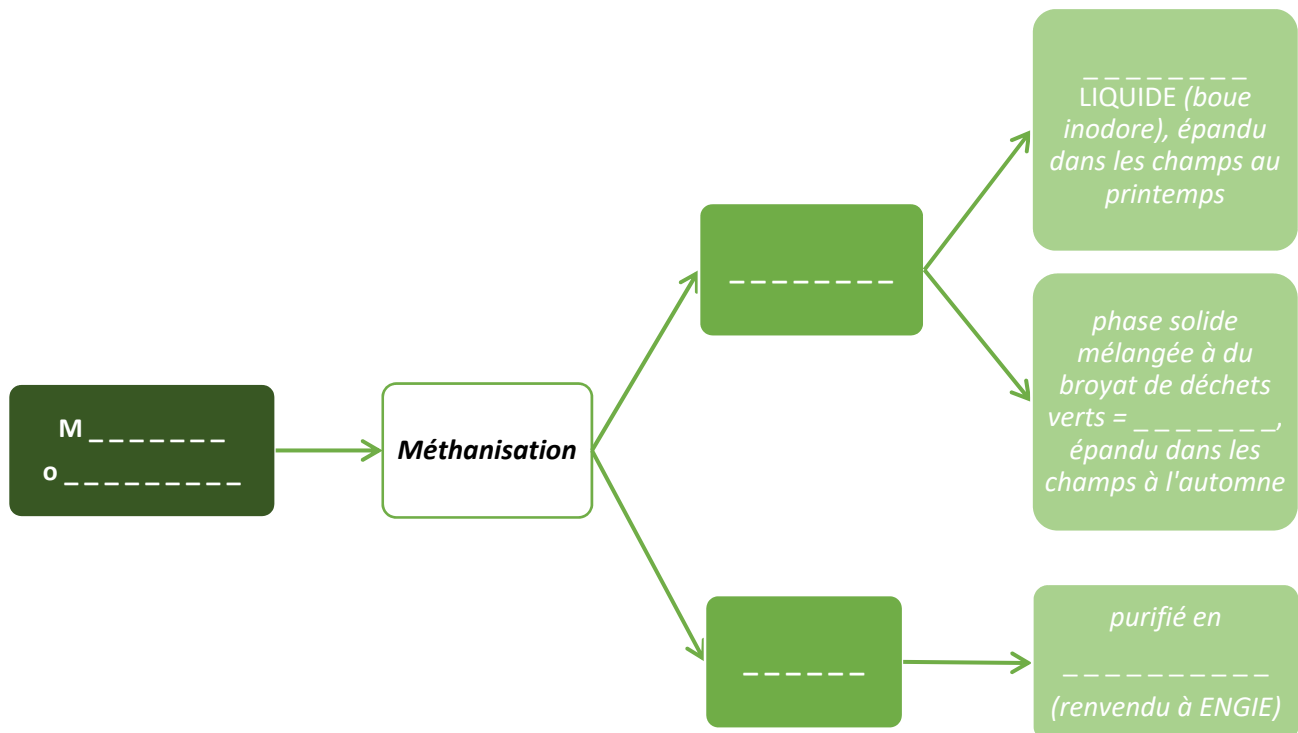 M _ _ _ _ _ _ _
o _ _ _ _ _ _ _ _ _
Méthanisation
_ _ _ _ _ _ _ _
_ _ _ _ _ _ _ _
LIQUIDE (boue
inodore), épandu
dans les champs au
printemps
phase solide
mélangée à du
broyat de déchets
verts = _ _ _ _ _ _ _,
épandu dans les
champs à l'automne
_ _ _ _ _ _
purifié en
_ _ _ _ _ _ _ _ _ _
(renvendu à ENGIE)